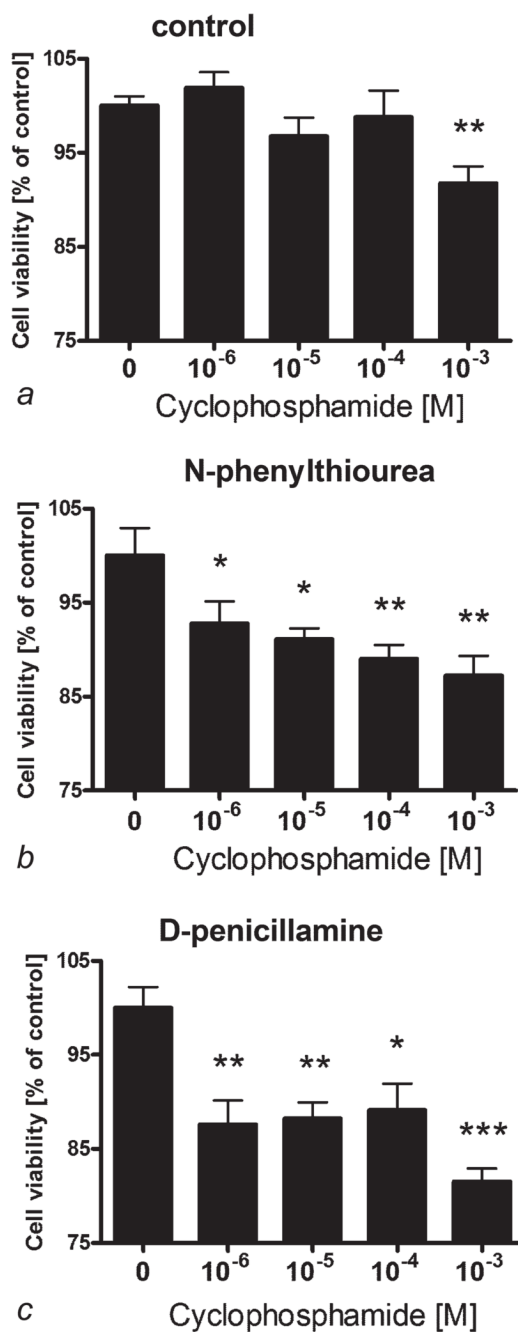 control
Cell viability [% of control]
105
95
85
75
**
0 10⁻⁶ 10⁻⁵ 10⁻⁴ 10⁻³
a
Cyclophosphamide [M]
N-phenylthiourea
Cell viability [% of control]
105
95
85
75
* * ** **
0 10⁻⁶ 10⁻⁵ 10⁻⁴ 10⁻³
b
Cyclophosphamide [M]
D-penicillamine
Cell viability [% of control]
105
95
85
75
** ** * ***
0 10⁻⁶ 10⁻⁵ 10⁻⁴ 10⁻³
c
Cyclophosphamide [M]